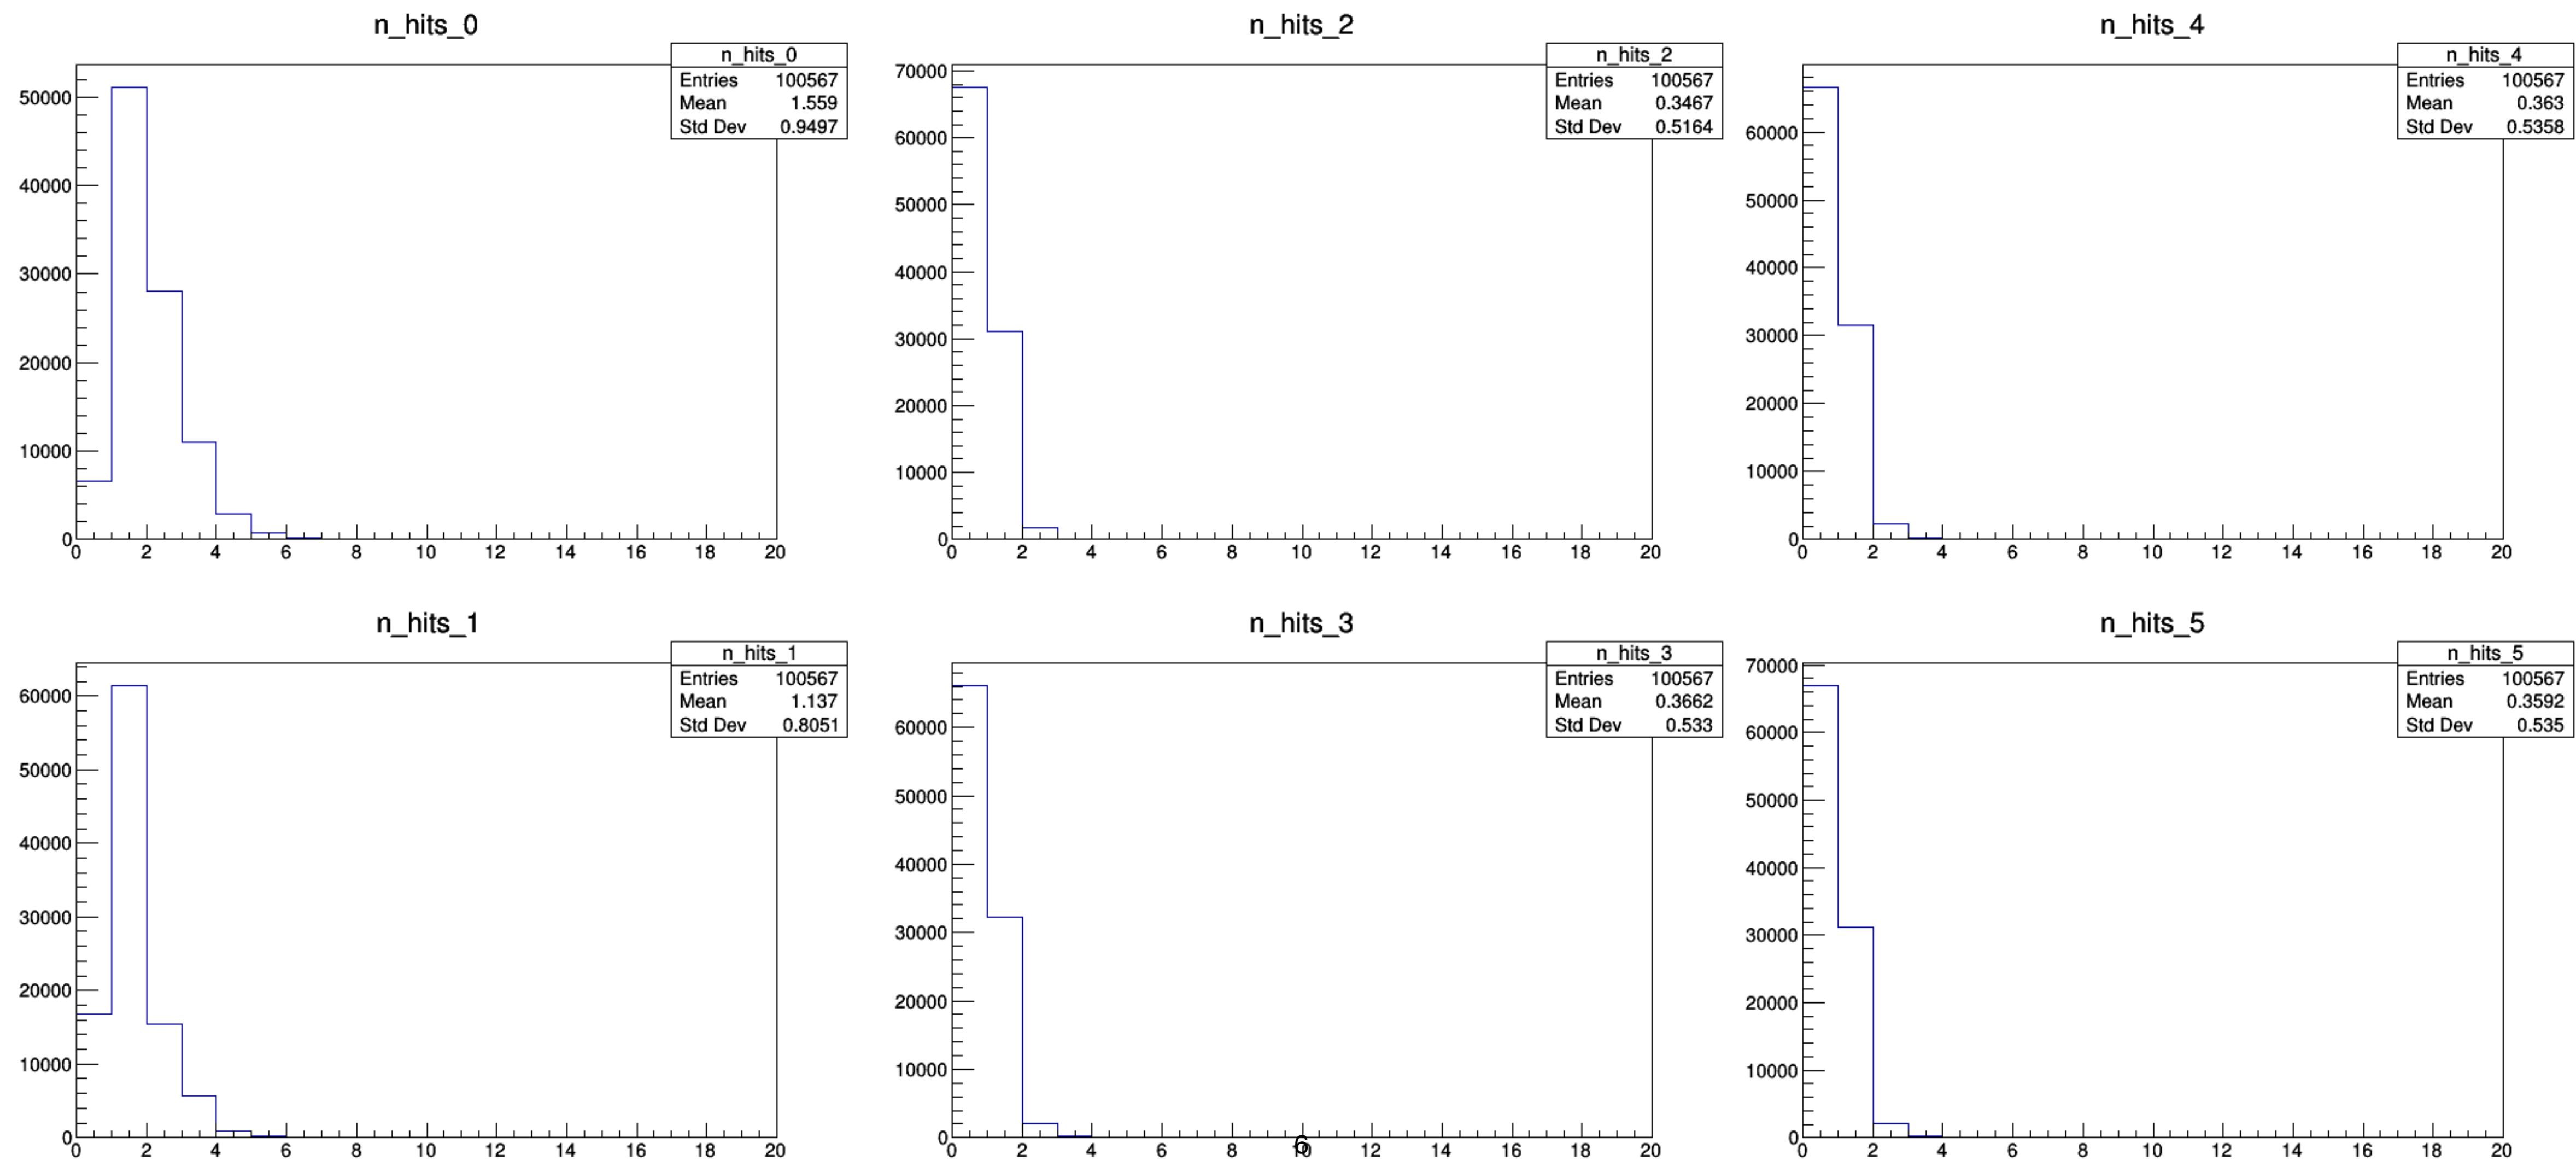 n_hits_0
n_hits_0
Entries 100567
Mean 1.559
Std Dev 0.9497
50000
40000
30000
20000
10000
0
0 2 4 6 8 10 12 14 16 18 20
n_hits_2
n_hits_2
Entries 100567
Mean 0.3467
Std Dev 0.5164
70000
60000
50000
40000
30000
20000
10000
0
0 2 4 6 8 10 12 14 16 18 20
n_hits_4
n_hits_4
Entries 100567
Mean 0.363
Std Dev 0.5358
60000
50000
40000
30000
20000
10000
0
0 2 4 6 8 10 12 14 16 18 20
n_hits_1
n_hits_1
Entries 100567
Mean 1.137
Std Dev 0.8051
60000
50000
40000
30000
20000
10000
0
0 2 4 6 8 10 12 14 16 18 20
n_hits_3
n_hits_3
Entries 100567
Mean 0.3662
Std Dev 0.533
60000
50000
40000
30000
20000
10000
0
0 2 4 6 8 10 12 14 16 18 20
6
n_hits_5
n_hits_5
Entries 100567
Mean 0.3592
Std Dev 0.535
70000
60000
50000
40000
30000
20000
10000
0
0 2 4 6 8 10 12 14 16 18 20